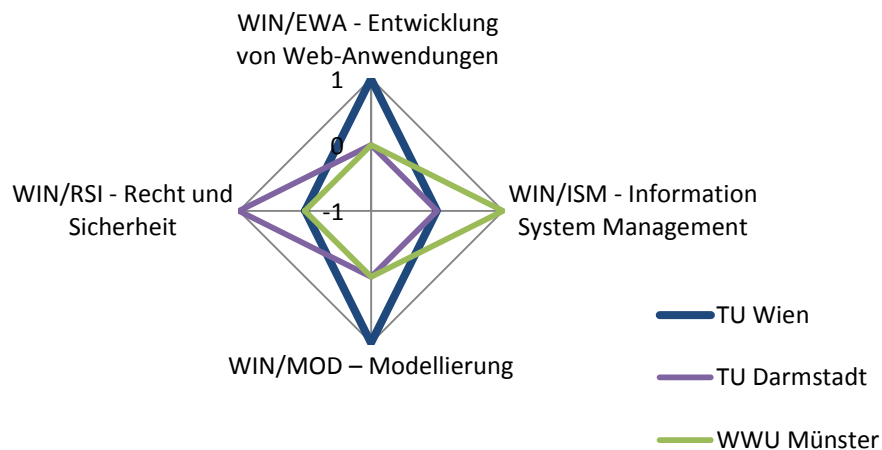 WIN/EWA - Entwicklung
von Web-Anwendungen
1
0
WIN/RSI - Recht und
Sicherheit
-1
WIN/ISM - Information
System Management
WIN/MOD – Modellierung
TU Wien
TU Darmstadt
WWU Münster